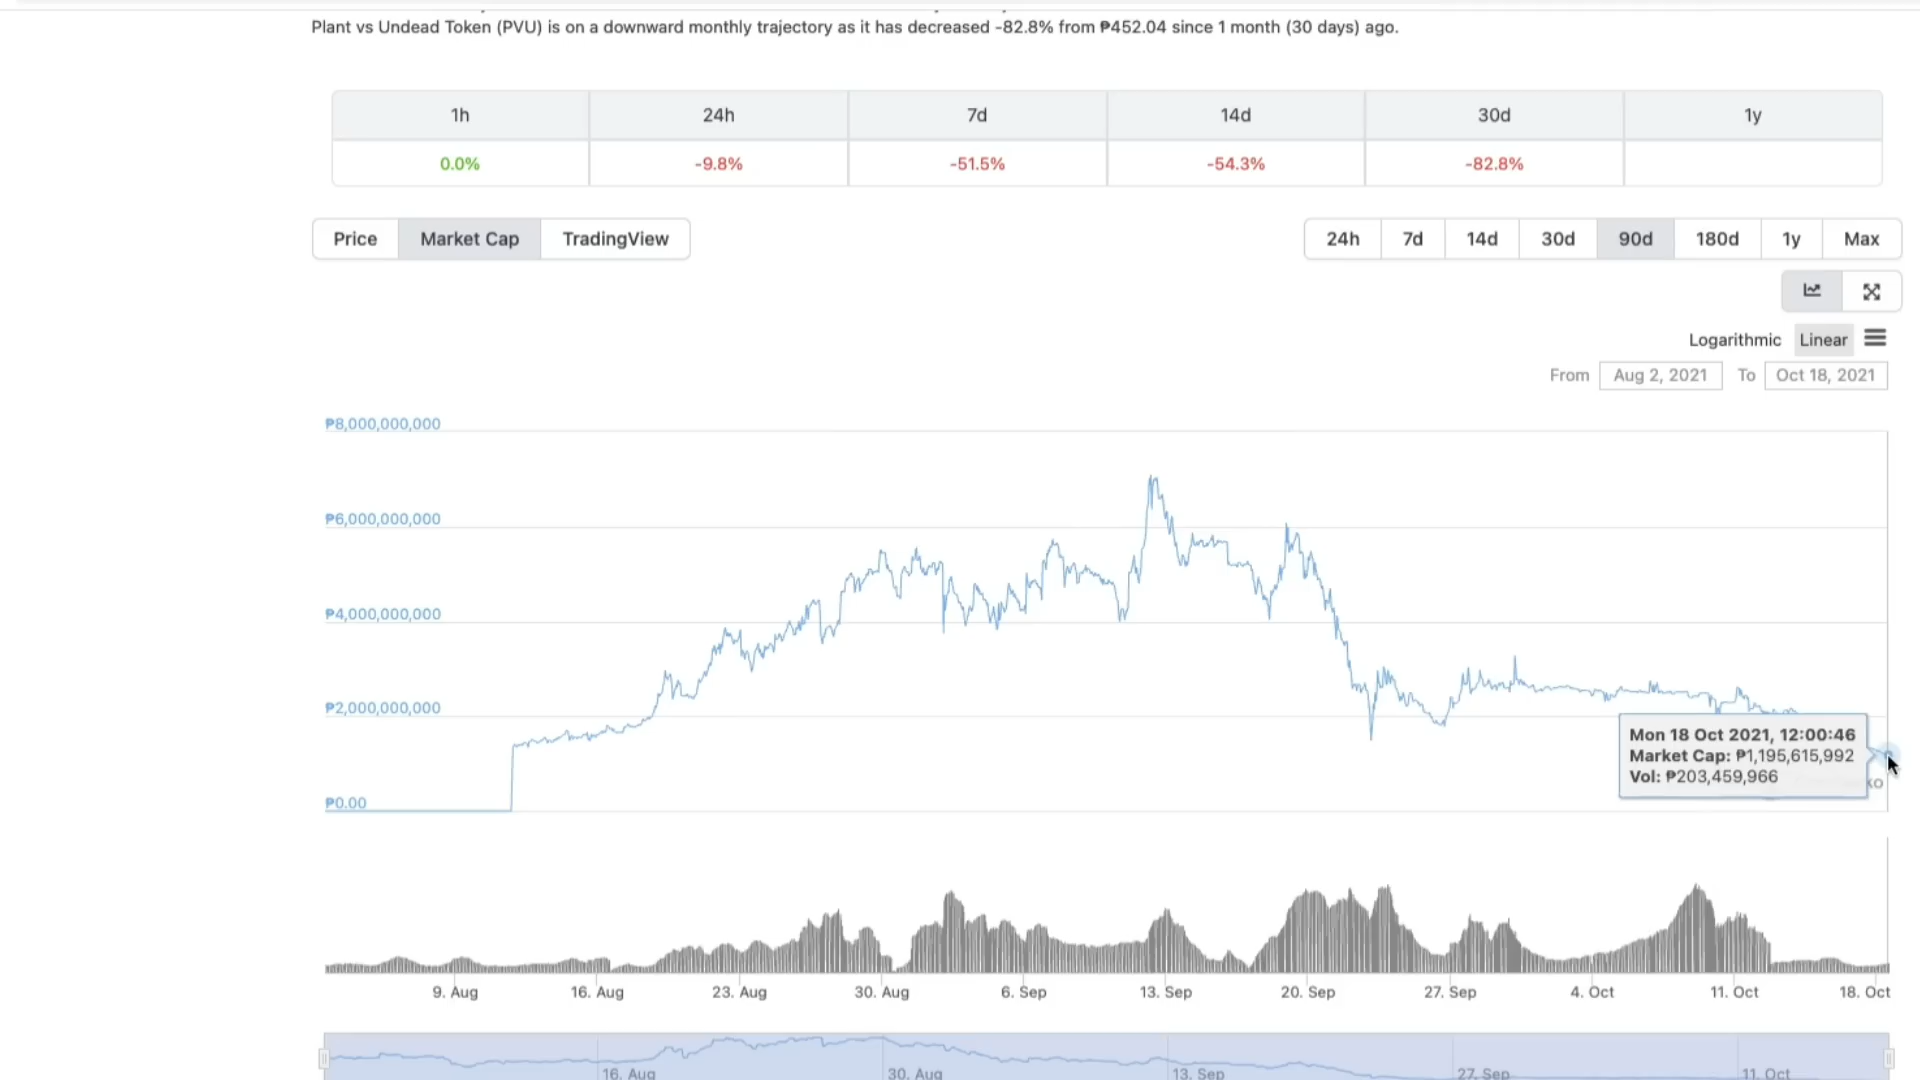 Plant vs Undead Token (PVU) is on a downward monthly trajectory as it has decreased -82.8% from ₱452.04 since 1 month (30 days) ago.
1h 24h 7d 14d 30d 1y
0.0% -9.8% -51.5% -54.3% -82.8%
Price Market Cap TradingView 24h 7d 14d 30d 90d 180d 1y Max
Logarithmic Linear
From Aug 2, 2021 To Oct 18, 2021
₱8,000,000,000
₱6,000,000,000
₱4,000,000,000
₱2,000,000,000
Mon 18 Oct 2021, 12:00:46
Market Cap: ₱1,195,615,992
Vol: ₱203,459,966
₱0.00
9. Aug 16. Aug 23. Aug 30. Aug 6. Sep 13. Sep 20. Sep 27. Sep 4. Oct 11. Oct 18. Oct
16. Aug 30. Aug 13. Sep 27. Sep 11. Oct